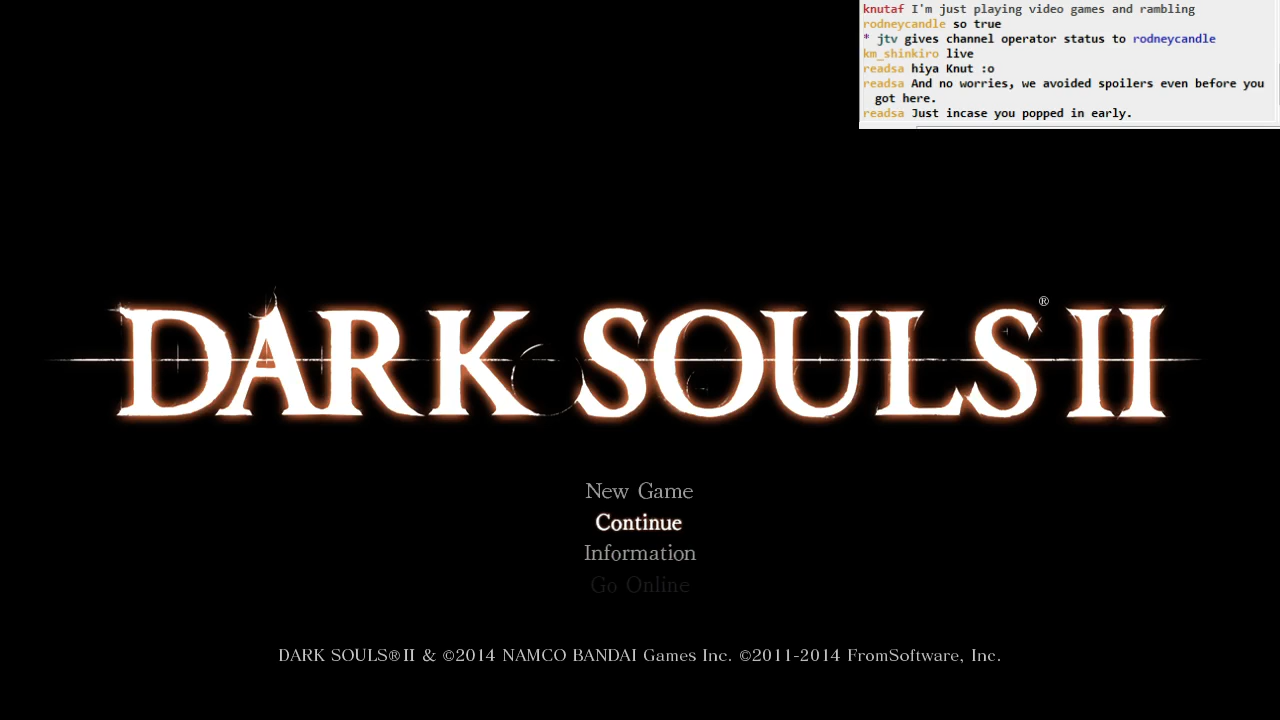 knutaf I'm just playing video games and rambling
rodneycandle so true
* jtv gives channel operator status to rodneycandle
km_shinkiro live
readsa hiya Knut :o
readsa And no worries, we avoided spoilers even before you
got here.
readsa Just incase you popped in early.
DARK SOULS® II
New Game
Continue
Information
Go Online
DARK SOULS®II & ©2014 NAMCO BANDAI Games Inc. ©2011-2014 FromSoftware, Inc.